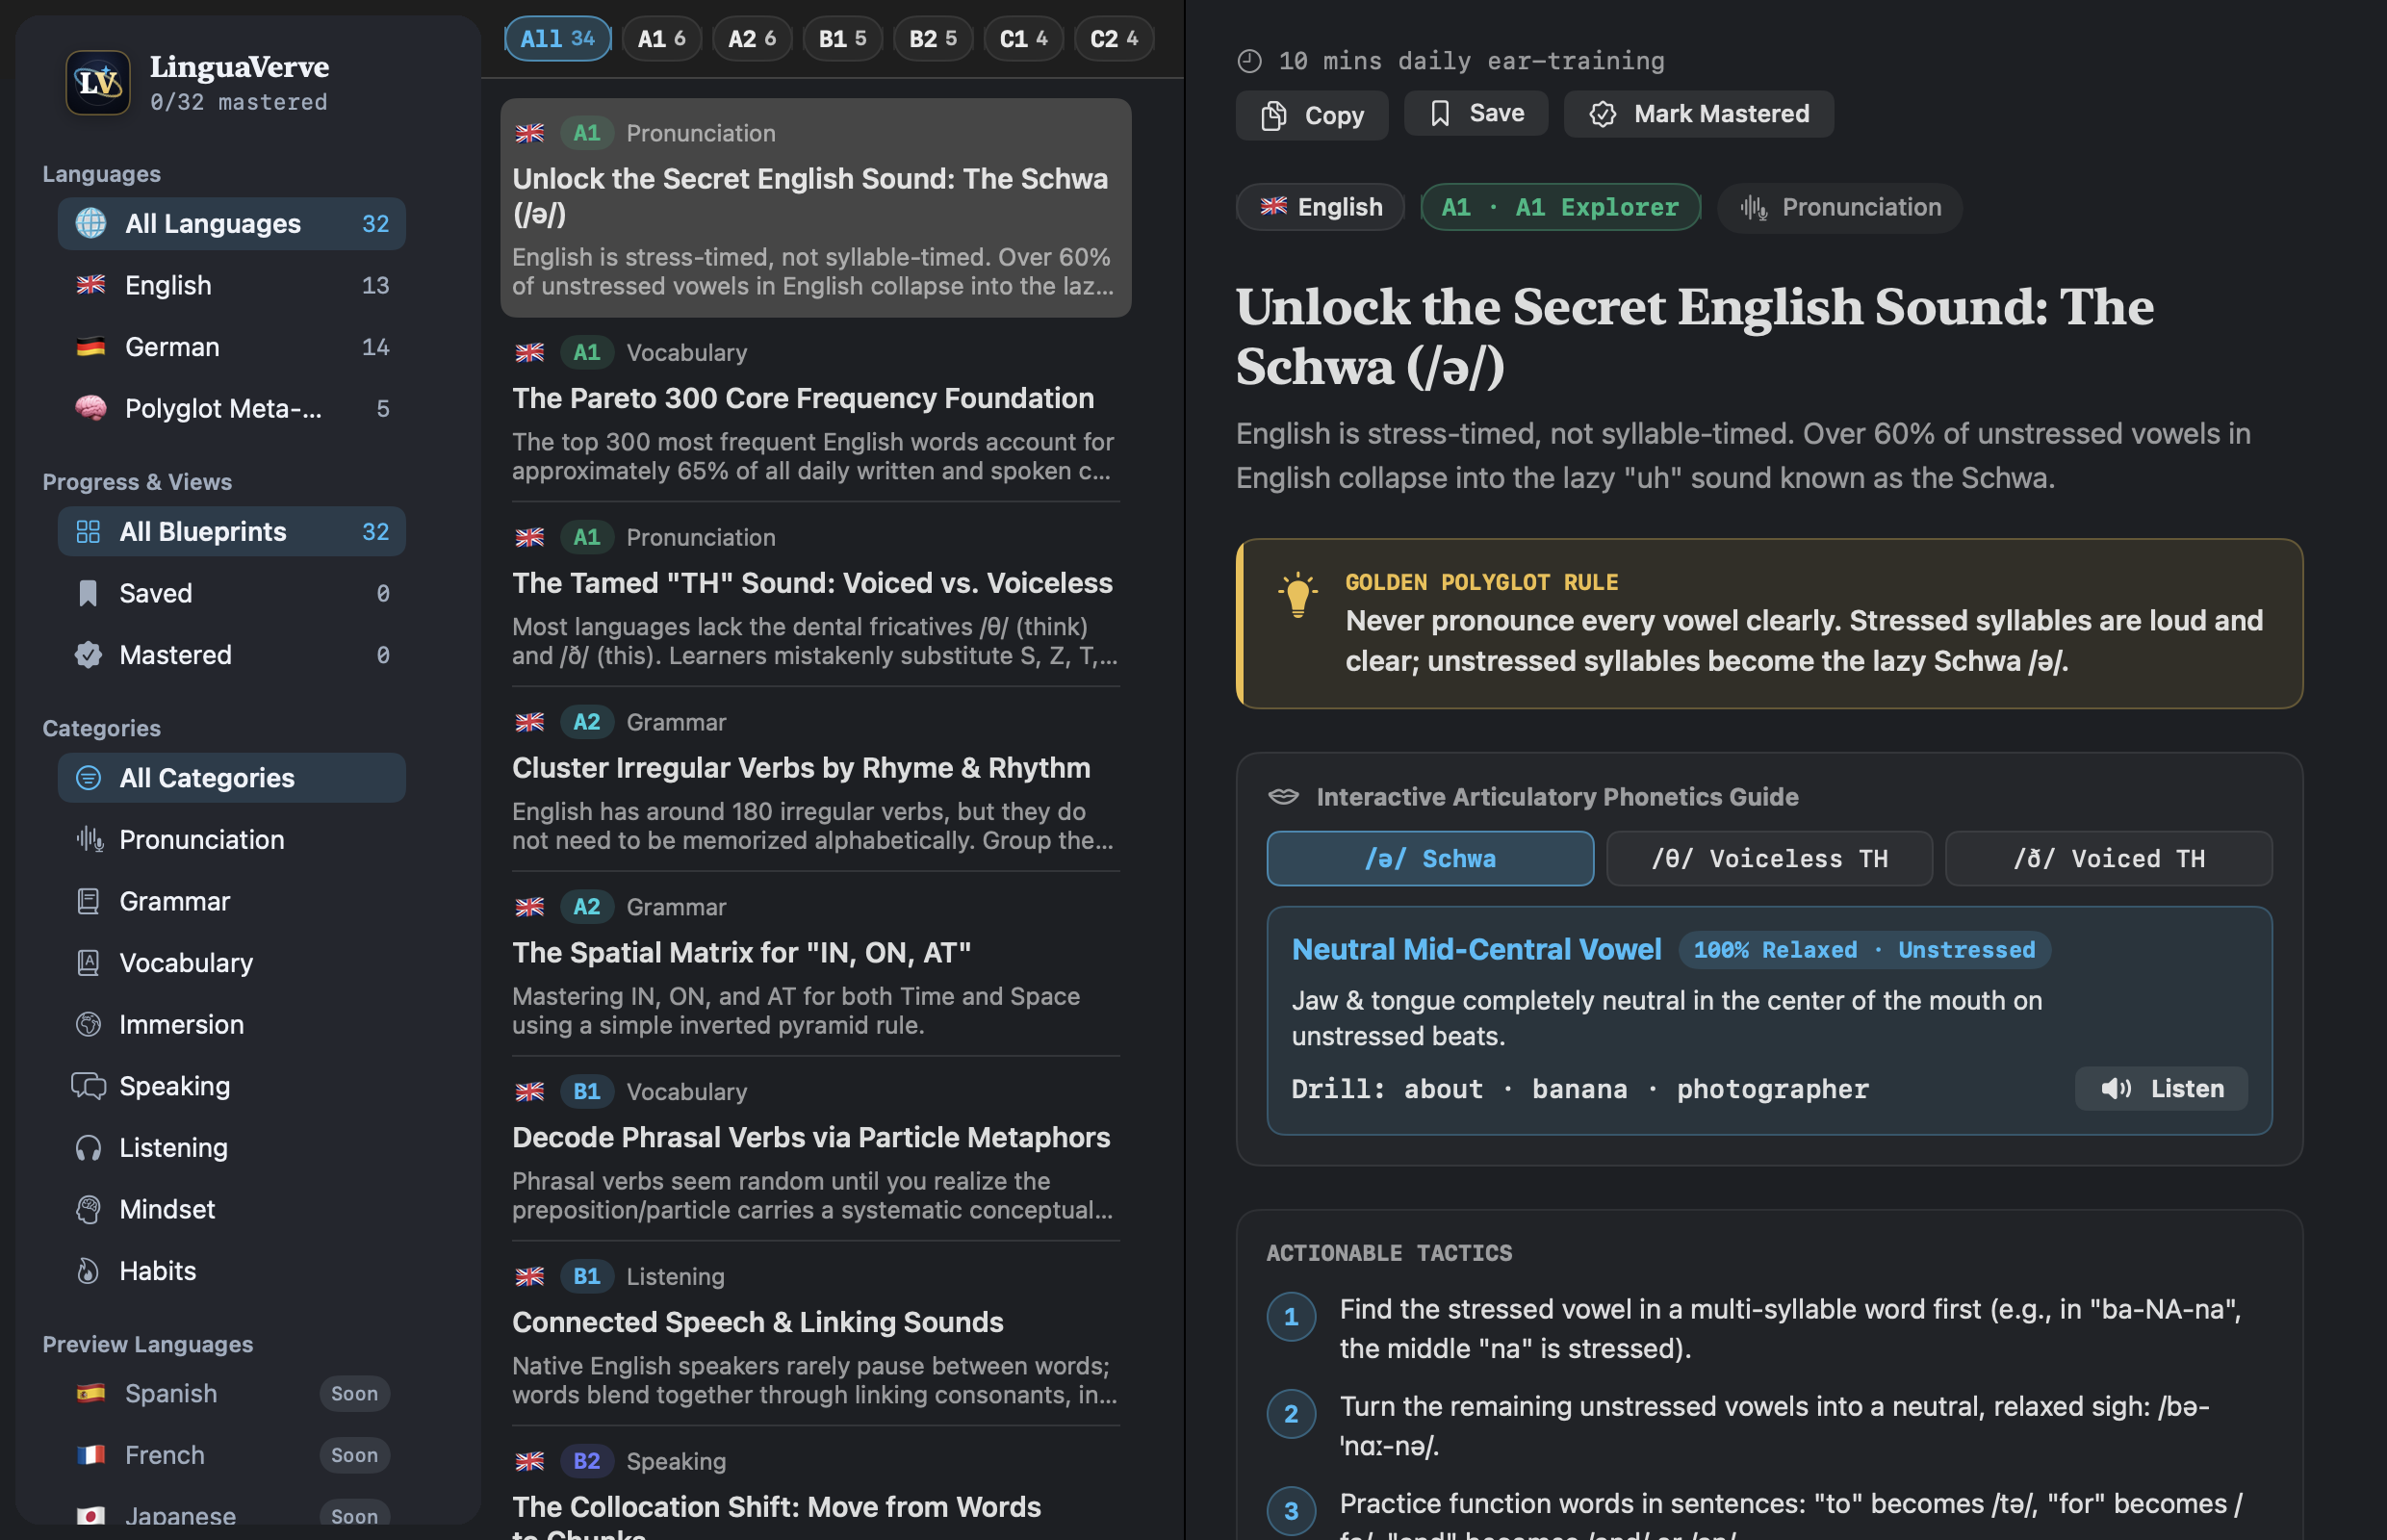 LV
LinguaVerve
0/32 mastered
Languages
All Languages 32
English 13
German 14
Polyglot Meta-... 5
Progress & Views
All Blueprints 32
Saved 0
Mastered 0
Categories
All Categories
Pronunciation
Grammar
Vocabulary
Immersion
Speaking
Listening
Mindset
Habits
Preview Languages
Spanish Soon
French Soon
Japanese Soon
All 34 A1 6 A2 6 B1 5 B2 5 C1 4 C2 4
A1 Pronunciation
Unlock the Secret English Sound: The Schwa
(/ə/)
English is stress-timed, not syllable-timed. Over 60%
of unstressed vowels in English collapse into the laz...
A1 Vocabulary
The Pareto 300 Core Frequency Foundation
The top 300 most frequent English words account for
approximately 65% of all daily written and spoken c...
A1 Pronunciation
The Tamed "TH" Sound: Voiced vs. Voiceless
Most languages lack the dental fricatives /θ/ (think)
and /ð/ (this). Learners mistakenly substitute S, Z, T,...
A2 Grammar
Cluster Irregular Verbs by Rhyme & Rhythm
English has around 180 irregular verbs, but they do
not need to be memorized alphabetically. Group the...
A2 Grammar
The Spatial Matrix for "IN, ON, AT"
Mastering IN, ON, and AT for both Time and Space
using a simple inverted pyramid rule.
B1 Vocabulary
Decode Phrasal Verbs via Particle Metaphors
Phrasal verbs seem random until you realize the
preposition/particle carries a systematic conceptual...
B1 Listening
Connected Speech & Linking Sounds
Native English speakers rarely pause between words;
words blend together through linking consonants, in...
B2 Speaking
The Collocation Shift: Move from Words
to Chunks
10 mins daily ear-training
Copy Save Mark Mastered
English A1 · A1 Explorer Pronunciation
Unlock the Secret English Sound: The
Schwa (/ə/)
English is stress-timed, not syllable-timed. Over 60% of unstressed vowels in
English collapse into the lazy "uh" sound known as the Schwa.
GOLDEN POLYGLOT RULE
Never pronounce every vowel clearly. Stressed syllables are loud and
clear; unstressed syllables become the lazy Schwa /ə/.
Interactive Articulatory Phonetics Guide
/ə/ Schwa /θ/ Voiceless TH /ð/ Voiced TH
Neutral Mid-Central Vowel 100% Relaxed · Unstressed
Jaw & tongue completely neutral in the center of the mouth on
unstressed beats.
Drill: about · banana · photographer Listen
ACTIONABLE TACTICS
1 Find the stressed vowel in a multi-syllable word first (e.g., in "ba-NA-na",
the middle "na" is stressed).
2 Turn the remaining unstressed vowels into a neutral, relaxed sigh: /bə-
ˈnɑː-nə/.
3 Practice function words in sentences: "to" becomes /tə/, "for" becomes /